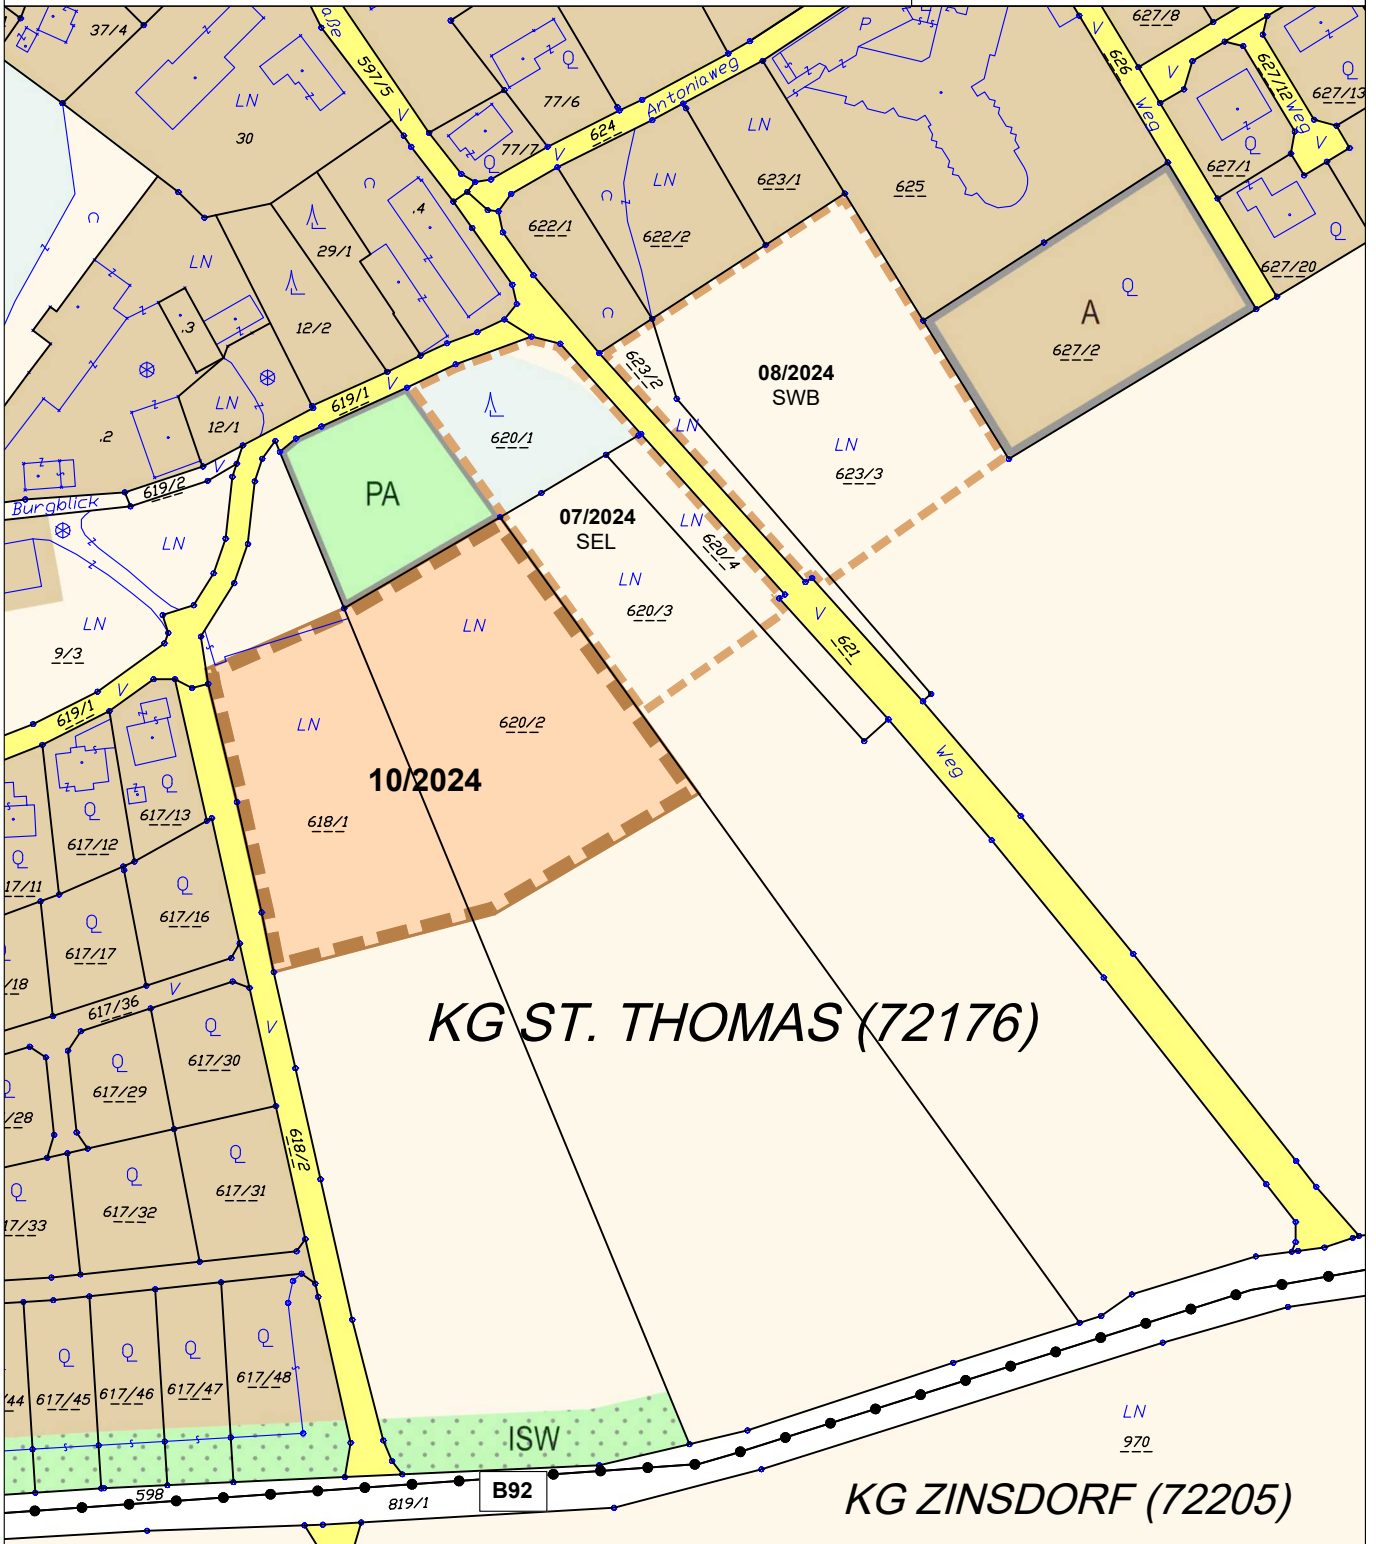 37/4
aße
597/5
V
Q
77/6
P
V
627/8
626
V
627/12
Q
627/13
LN
30
Antoniaweg
624
V
77/7
Q
LN
Weg
Weg
V
Q
627/1
.4
LN
623/1
625
29/1
622/1
622/2
Q
627/20
LN
.3
12/2
Q
A
627/2
623/2
08/2024
SWB
V
619/1
LN
12/1
.2
620/1
LN
LN
623/3
PA
V
619/2
Burgblick
07/2024
SEL
LN
620/4
LN
LN
620/3
LN
9/3
LN
V
621
V
619/1
LN
620/2
Weg
10/2024
618/1
Q
617/13
Q
617/12
Q
17/11
Q
617/16
Q
617/17
/18
V
617/36
KG ST. THOMAS (72176)
V
Q
617/30
Q
617/29
/28
618/2
Q
617/31
Q
617/32
Q
17/33
Q
617/48
Q
617/47
Q
617/46
Q
617/45
/44
ISW
LN
970
B92
598
819/1
KG ZINSDORF (72205)